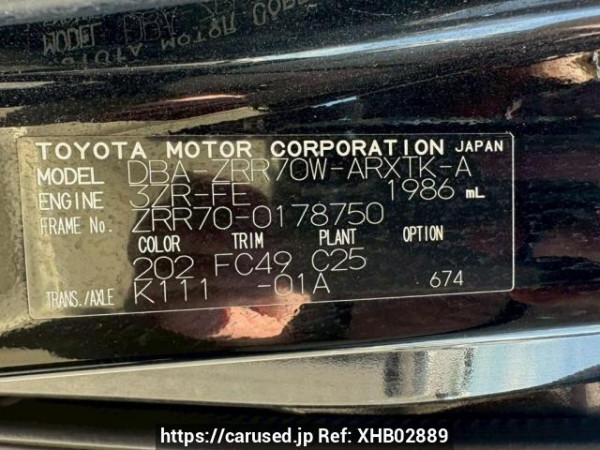 TOYOTA MOTOR CORPORATION JAPAN
MODEL DBA-ZRR70W-ARXTK-A
ENGINE 3ZR-FE 1986 mL
FRAME No. ZRR70-0178750
COLOR TRIM PLANT OPTION
202 FC49 C25
TRANS./AXLE K111 -01A 674
https://carused.jp Ref: XHB02889